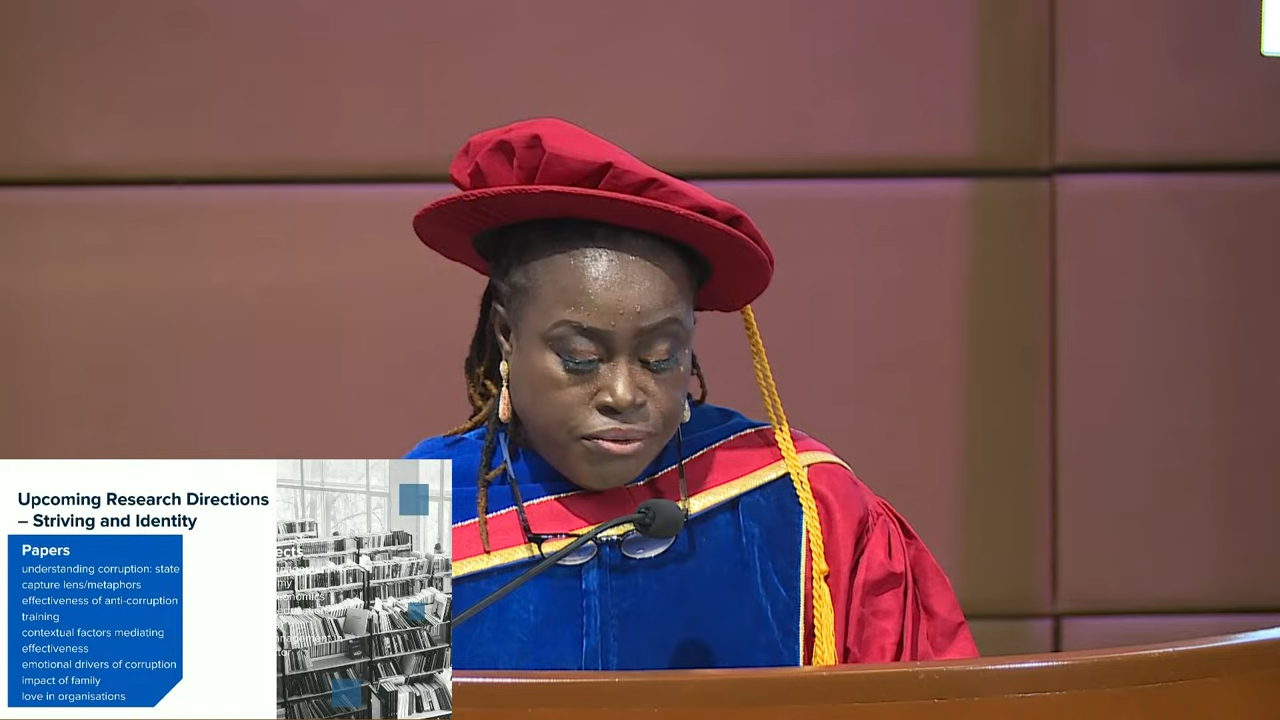 Upcoming Research Directions
– Striving and Identity
Papers
understanding corruption: state
capture lens/metaphors
effectiveness of anti-corruption
training
contextual factors mediating
effectiveness
emotional drivers of corruption
impact of family
love in organisations